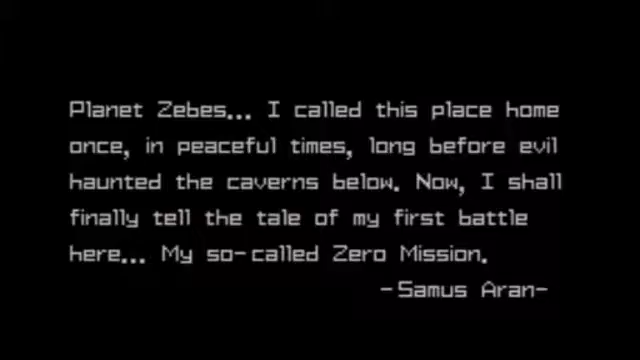 Planet Zebes... I called this place home
once, in peaceful times, long before evil
haunted the caverns below. Now, I shall
finally tell the tale of my first battle
here... My so-called Zero Mission.
-Samus Aran-